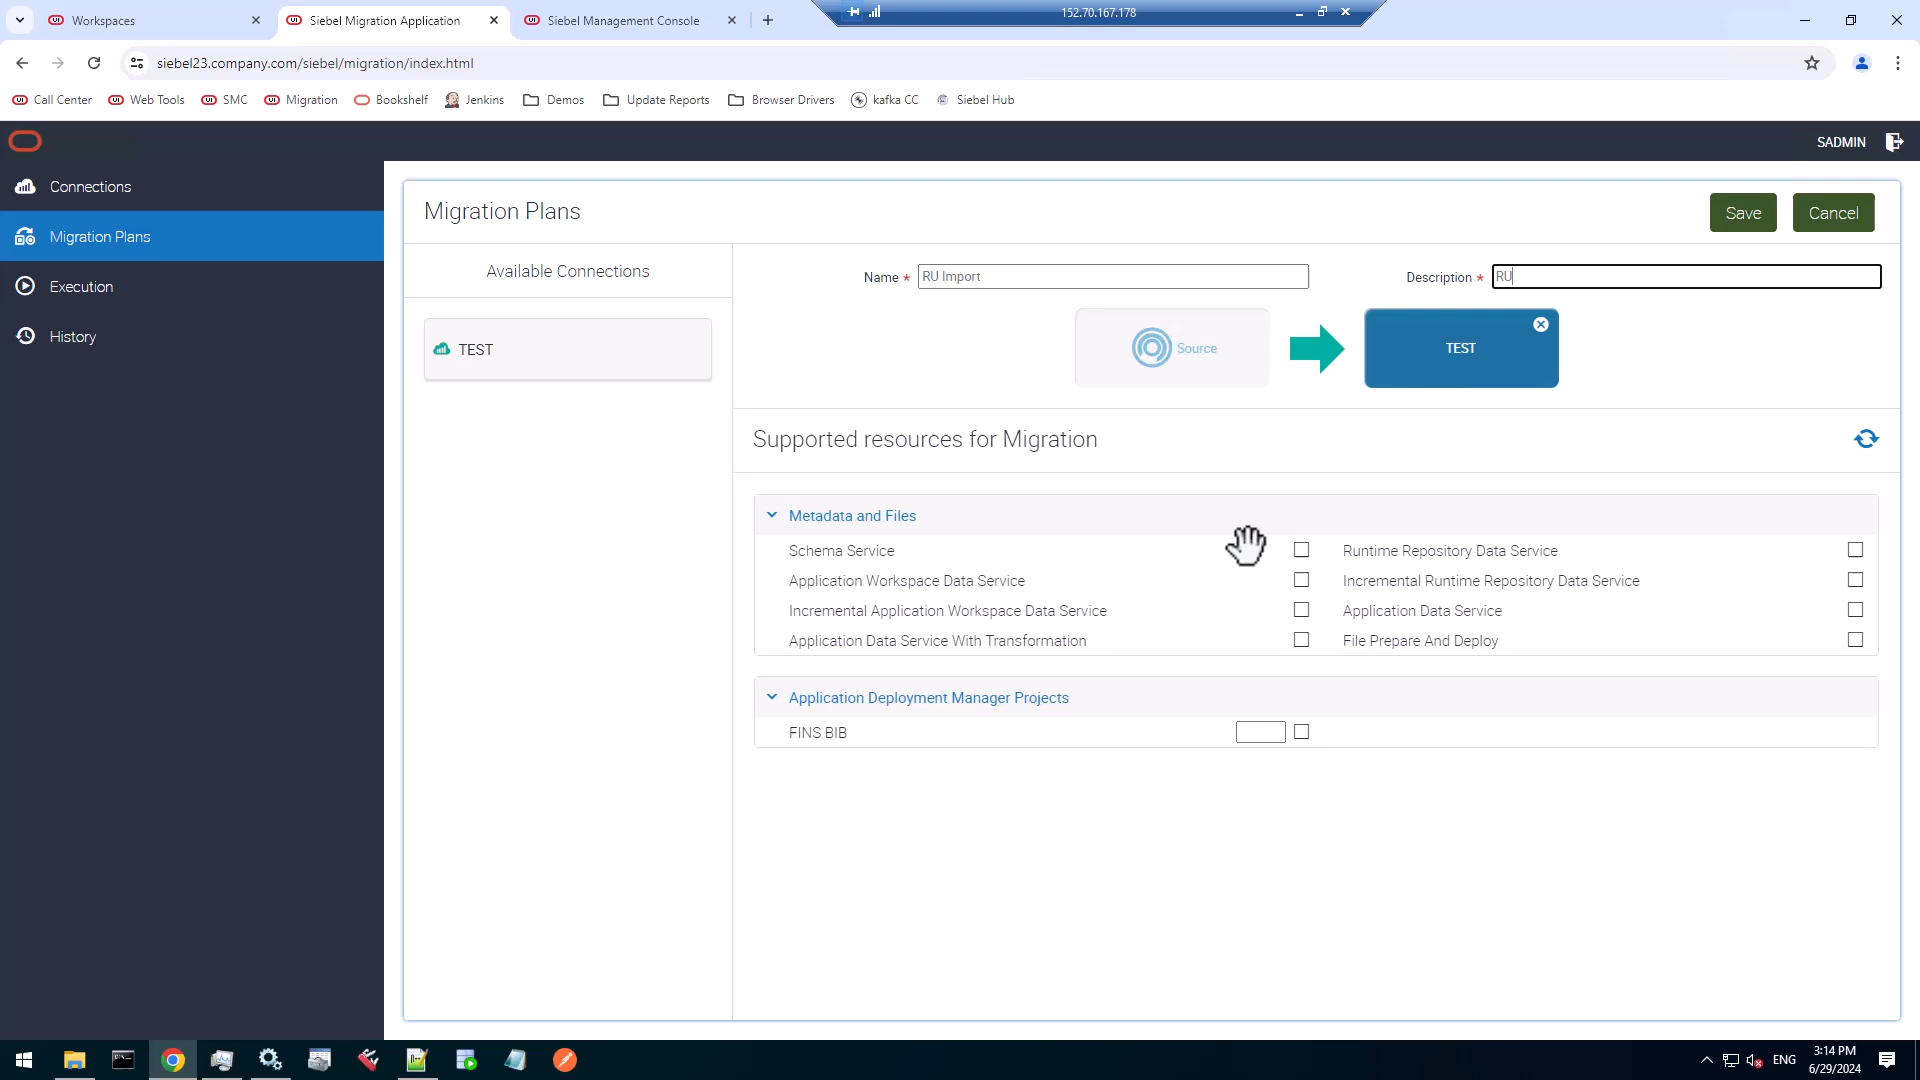 Workspaces
Siebel Migration Application
Siebel Management Console
152.70.167.178
siebel23.company.com/siebel/migration/index.html
Call Center
Web Tools
SMC
Migration
Bookshelf
Jenkins
Demos
Update Reports
Browser Drivers
kafka CC
Siebel Hub
SADMIN
Connections
Migration Plans
Execution
History
Migration Plans
Save
Cancel
Available Connections
TEST
Name *
RU Import
Description *
RU
Source
TEST
Supported resources for Migration
Metadata and Files
Schema Service
Runtime Repository Data Service
Application Workspace Data Service
Incremental Runtime Repository Data Service
Incremental Application Workspace Data Service
Application Data Service
Application Data Service With Transformation
File Prepare And Deploy
Application Deployment Manager Projects
FINS BIB
ENG
3:14 PM
6/29/2024